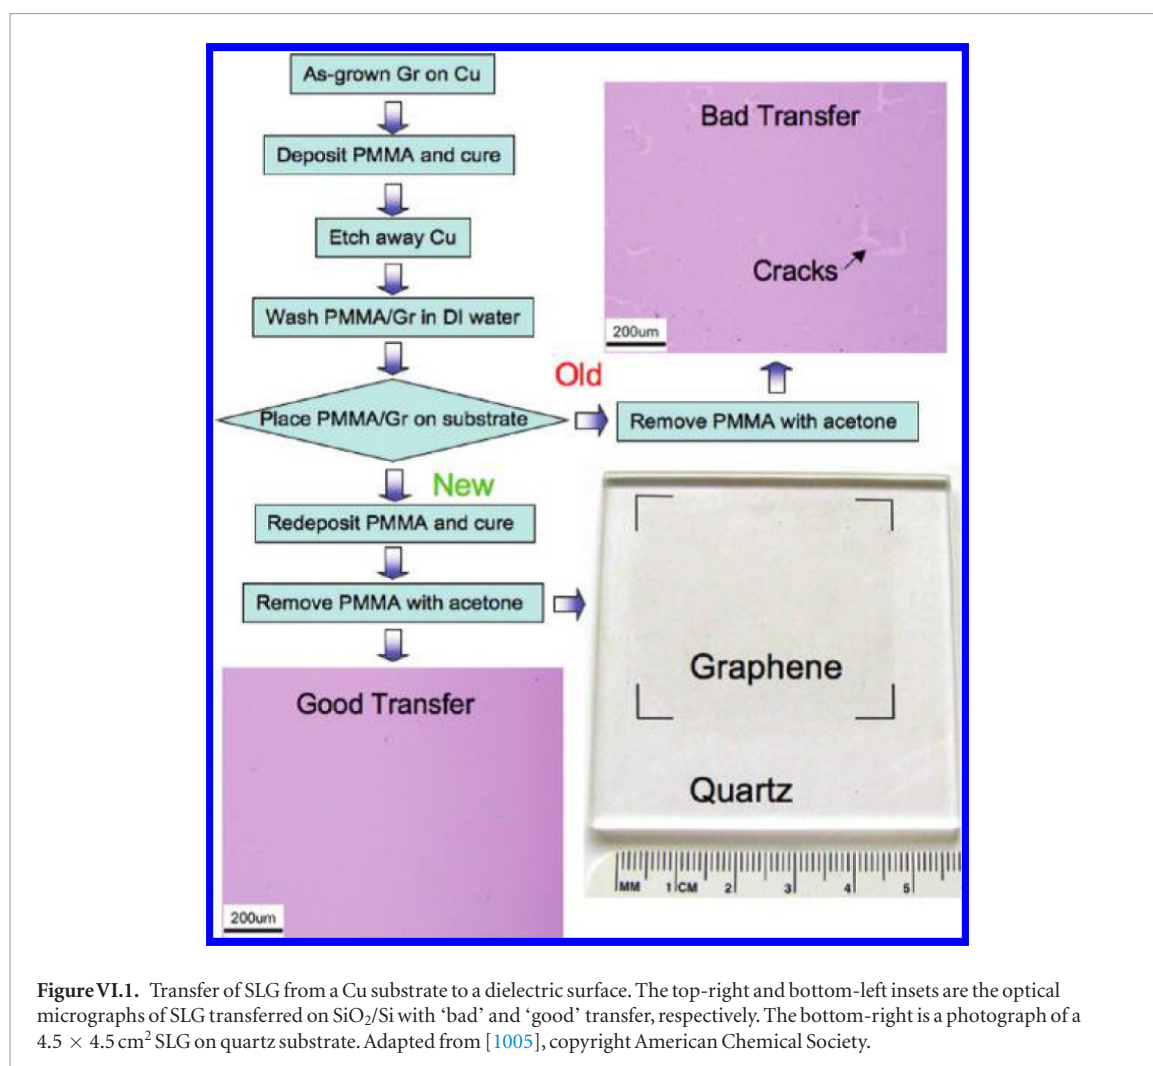 As-grown Gr on Cu
Deposit PMMA and cure
Etch away Cu
Wash PMMA/Gr in DI water
Place PMMA/Gr on substrate
Old
Remove PMMA with acetone
Bad Transfer
Cracks
200um
New
Redeposit PMMA and cure
Remove PMMA with acetone
Good Transfer
200um
Graphene
Quartz
MM 1 CM 2 3 4 5
Figure VI.1. Transfer of SLG from a Cu substrate to a dielectric surface. The top-right and bottom-left insets are the optical
micrographs of SLG transferred on SiO₂/Si with ‘bad’ and ‘good’ transfer, respectively. The bottom-right is a photograph of a
4.5 × 4.5 cm² SLG on quartz substrate. Adapted from [1005], copyright American Chemical Society.